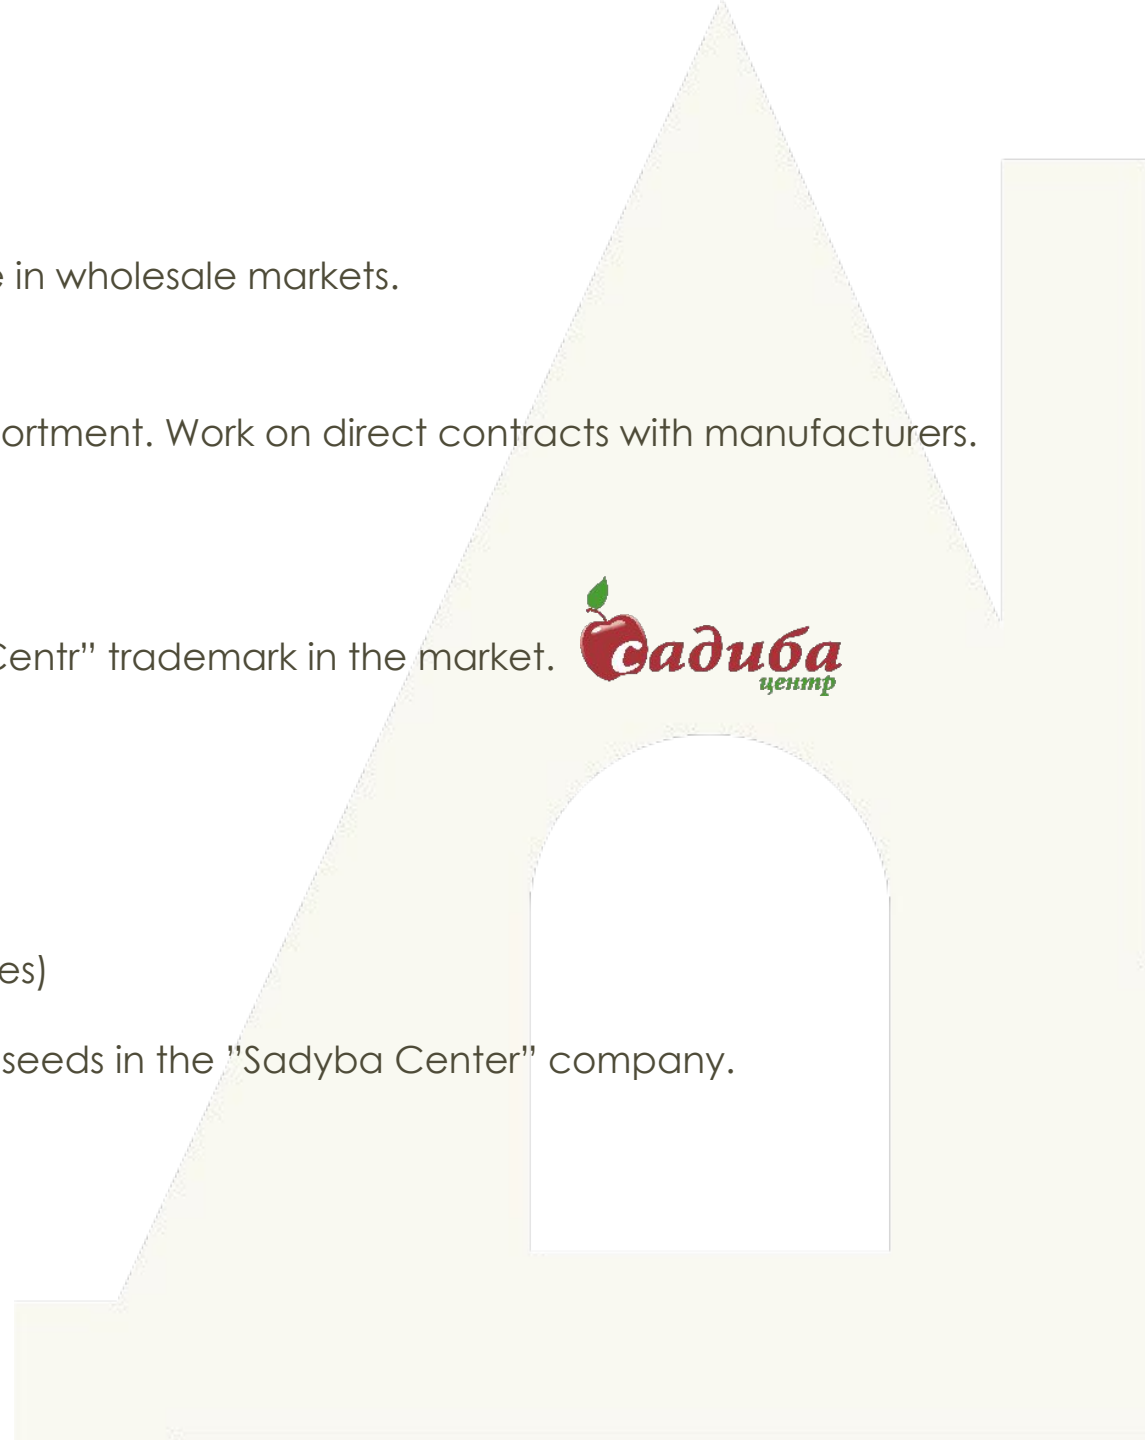 in wholesale markets.
ortment. Work on direct contracts with manufacturers.
Centr” trademark in the market.
садиба
центр
es)
seeds in the ”Sadyba Center” company.